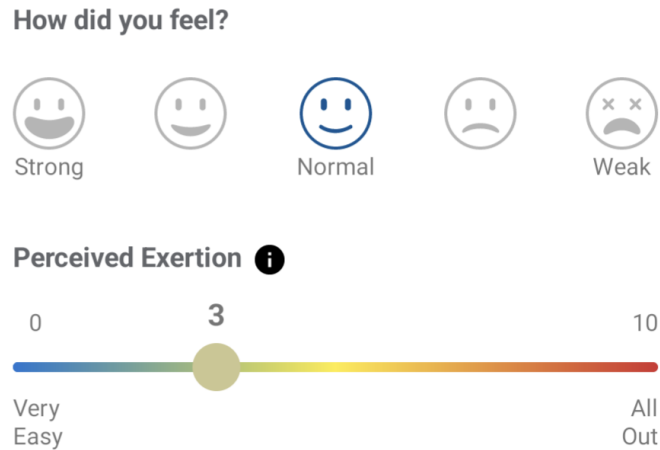 How did you feel?
Strong
Normal
Weak
Perceived Exertion i
3
0
10
Very
Easy
All
Out